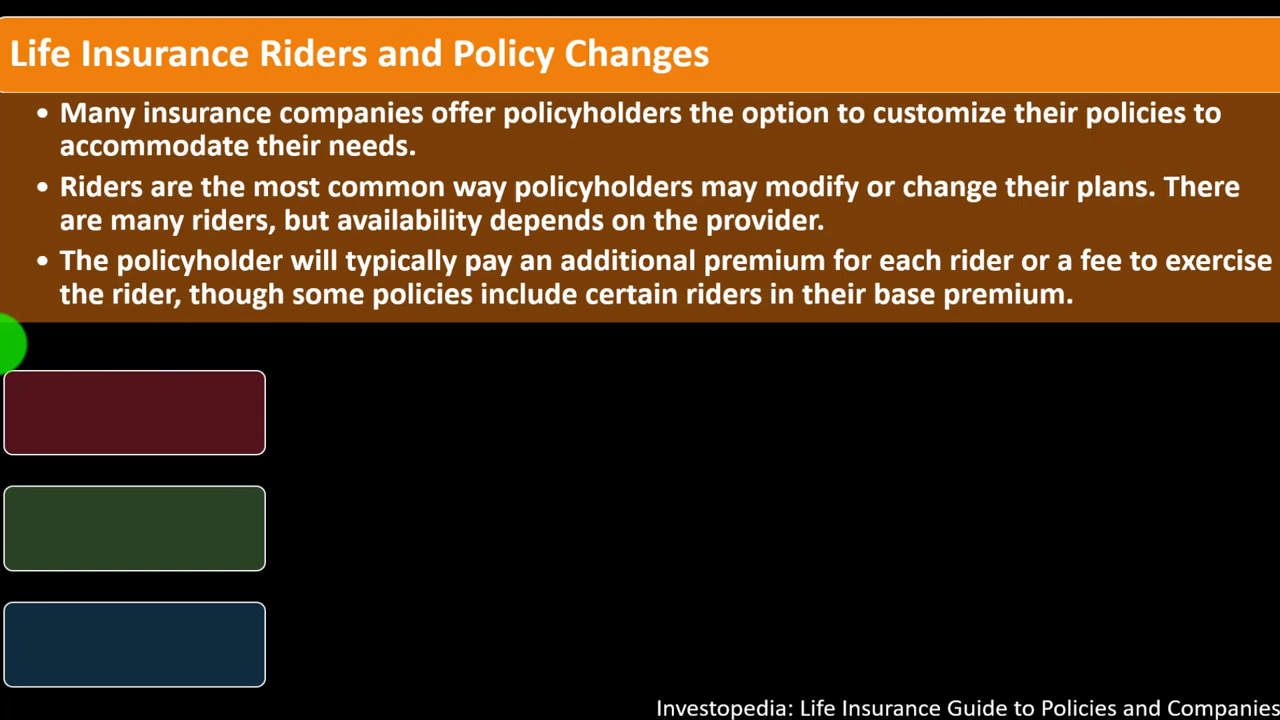 Life Insurance Riders and Policy Changes
• Many insurance companies offer policyholders the option to customize their policies to
accommodate their needs.
• Riders are the most common way policyholders may modify or change their plans. There
are many riders, but availability depends on the provider.
• The policyholder will typically pay an additional premium for each rider or a fee to exercise
the rider, though some policies include certain riders in their base premium.
Investopedia: Life Insurance Guide to Policies and Companies